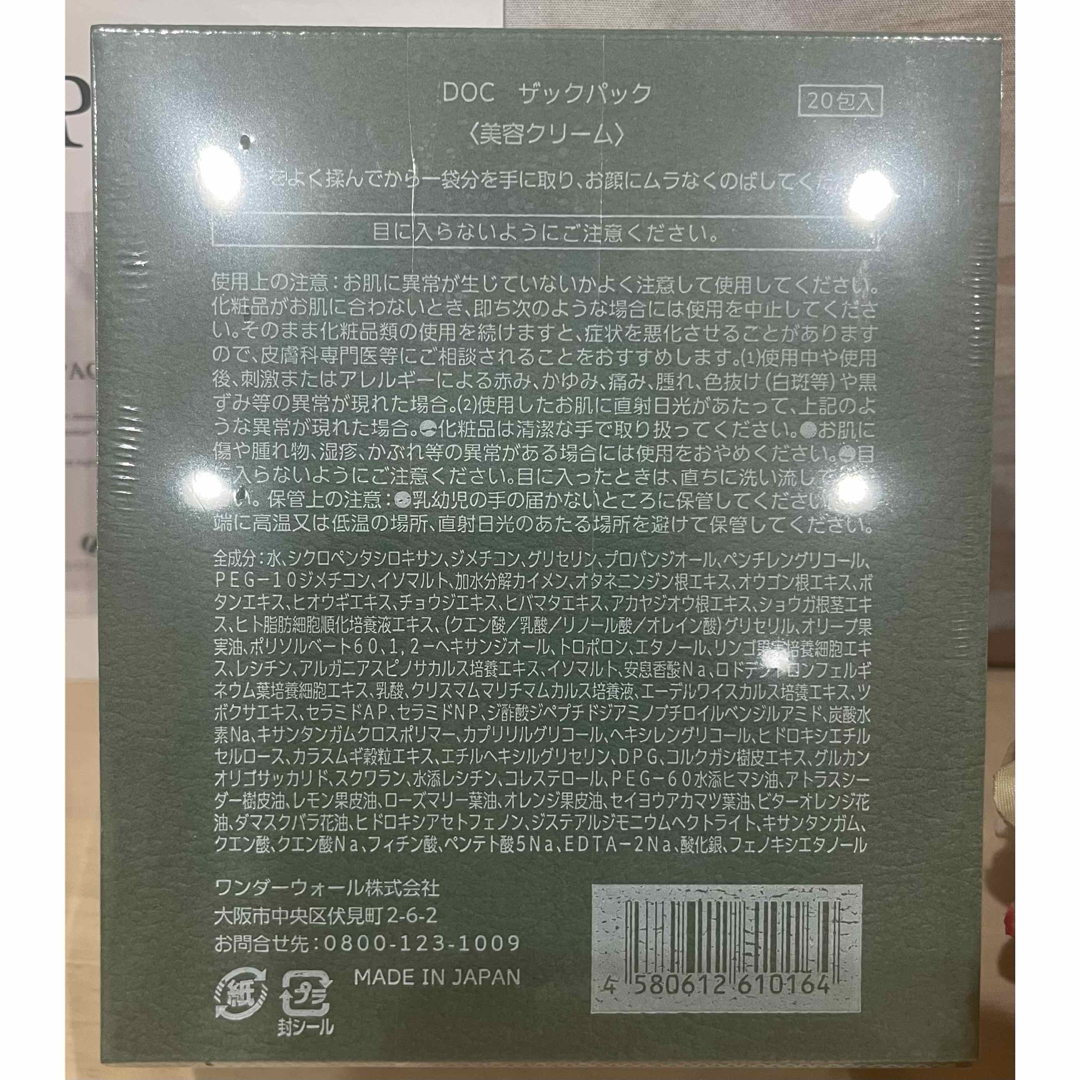 DOC ザックパック
20包入
〈美容クリーム〉
をよく揉んでから一袋分を手に取り、お顔にムラなくのばしてくだ
目に入らないようにご注意ください。
使用上の注意：お肌に異常が生じていないかよく注意して使用してください。
化粧品がお肌に合わないとき、即ち次のような場合には使用を中止してくださ
い。そのまま化粧品類の使用を続けますと、症状を悪化させることがあります
ので、皮膚科専門医等にご相談されることをおすすめします。(1)使用中や使用
後、刺激またはアレルギーによる赤み、かゆみ、痛み、腫れ、色抜け(白斑等)や黒
ずみ等の異常が現れた場合。(2)使用したお肌に直射日光があたって、上記のよ
うな異常が現れた場合。●化粧品は清潔な手で取り扱ってください。●お肌に
傷や腫れ物、湿疹、かぶれ等の異常がある場合には使用をおやめください。●目
に入らないようにご注意ください。目に入ったときは、直ちに洗い流して
い。保管上の注意：●乳幼児の手の届かないところに保管してください。
端に高温又は低温の場所、直射日光のあたる場所を避けて保管してください。
全成分：水、シクロペンタシロキサン、ジメチコン、グリセリン、プロパンジオール、ペンチレングリコール、
PEG-10ジメチコン、イソマルト、加水分解カイメン、オタネニンジン根エキス、オウゴン根エキス、ボ
タンエキス、ヒオウギエキス、チョウジエキス、ヒバマタエキス、アカヤジオウ根エキス、ショウガ根茎エキ
ス、ヒト脂肪細胞順化培養液エキス、(クエン酸/乳酸/リノール酸/オレイン酸)グリセリル、オリーブ果
実油、ポリソルベート60、1,2-ヘキサンジオール、トロポロン、エタノール、リンゴ果実培養細胞エキ
ス、レシチン、アルガニアスピノサカルス培養エキス、イソマルト、安息香酸Na、ロドデンドロンフェルギ
ネウム葉培養細胞エキス、乳酸、クリスマムマリチマムカルス培養液、エーデルワイスカルス培養エキス、ツ
ボクサエキス、セラミドAP、セラミドNP、ジ酢酸ジペプチドジアミノブチロイルベンジルアミド、炭酸水
素Na、キサンタンガムクロスポリマー、カプリリルグリコール、ヘキシレングリコール、ヒドロキシエチル
セルロース、カラスムギ穀粒エキス、エチルヘキシルグリセリン、DPG、コルクガシ樹皮エキス、グルカン
オリゴサッカリド、スクワラン、水添レシチン、コレステロール、PEG-60水添ヒマシ油、アトラスシー
ダー樹皮油、レモン果皮油、ローズマリー葉油、オレンジ果皮油、セイヨウアカマツ葉油、ビターオレンジ花
油、ダマスクバラ花油、ヒドロキシアセトフェノン、ジステアルジモニウムヘクトライト、キサンタンガム、
クエン酸、クエン酸Na、フィチン酸、ペンテト酸5Na、EDTA-2Na、酸化銀、フェノキシエタノール
ワンダーウォール株式会社
大阪市中央区伏見町2-6-2
お問合せ先：0800-123-1009
紙
プラ
封シール
MADE IN JAPAN
4 580612 610164